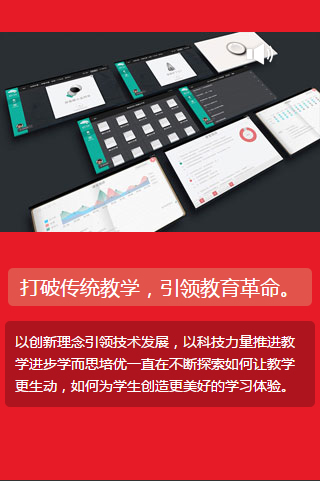 打破传统教学，引领教育革命。
以创新理念引领技术发展，以科技力量推进教
学进步学而思培优一直在不断探索如何让教学
更生动，如何为学生创造更美好的学习体验。